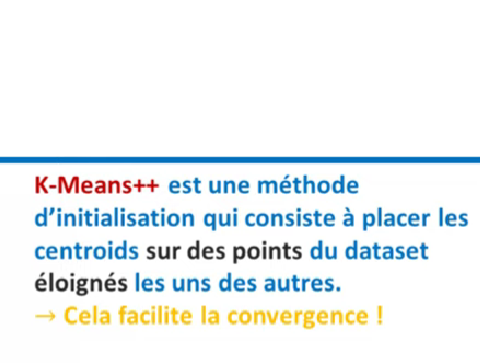 K-Means++ est une méthode
d’initialisation qui consiste à placer les
centroids sur des points du dataset
éloignés les uns des autres.
→ Cela facilite la convergence !